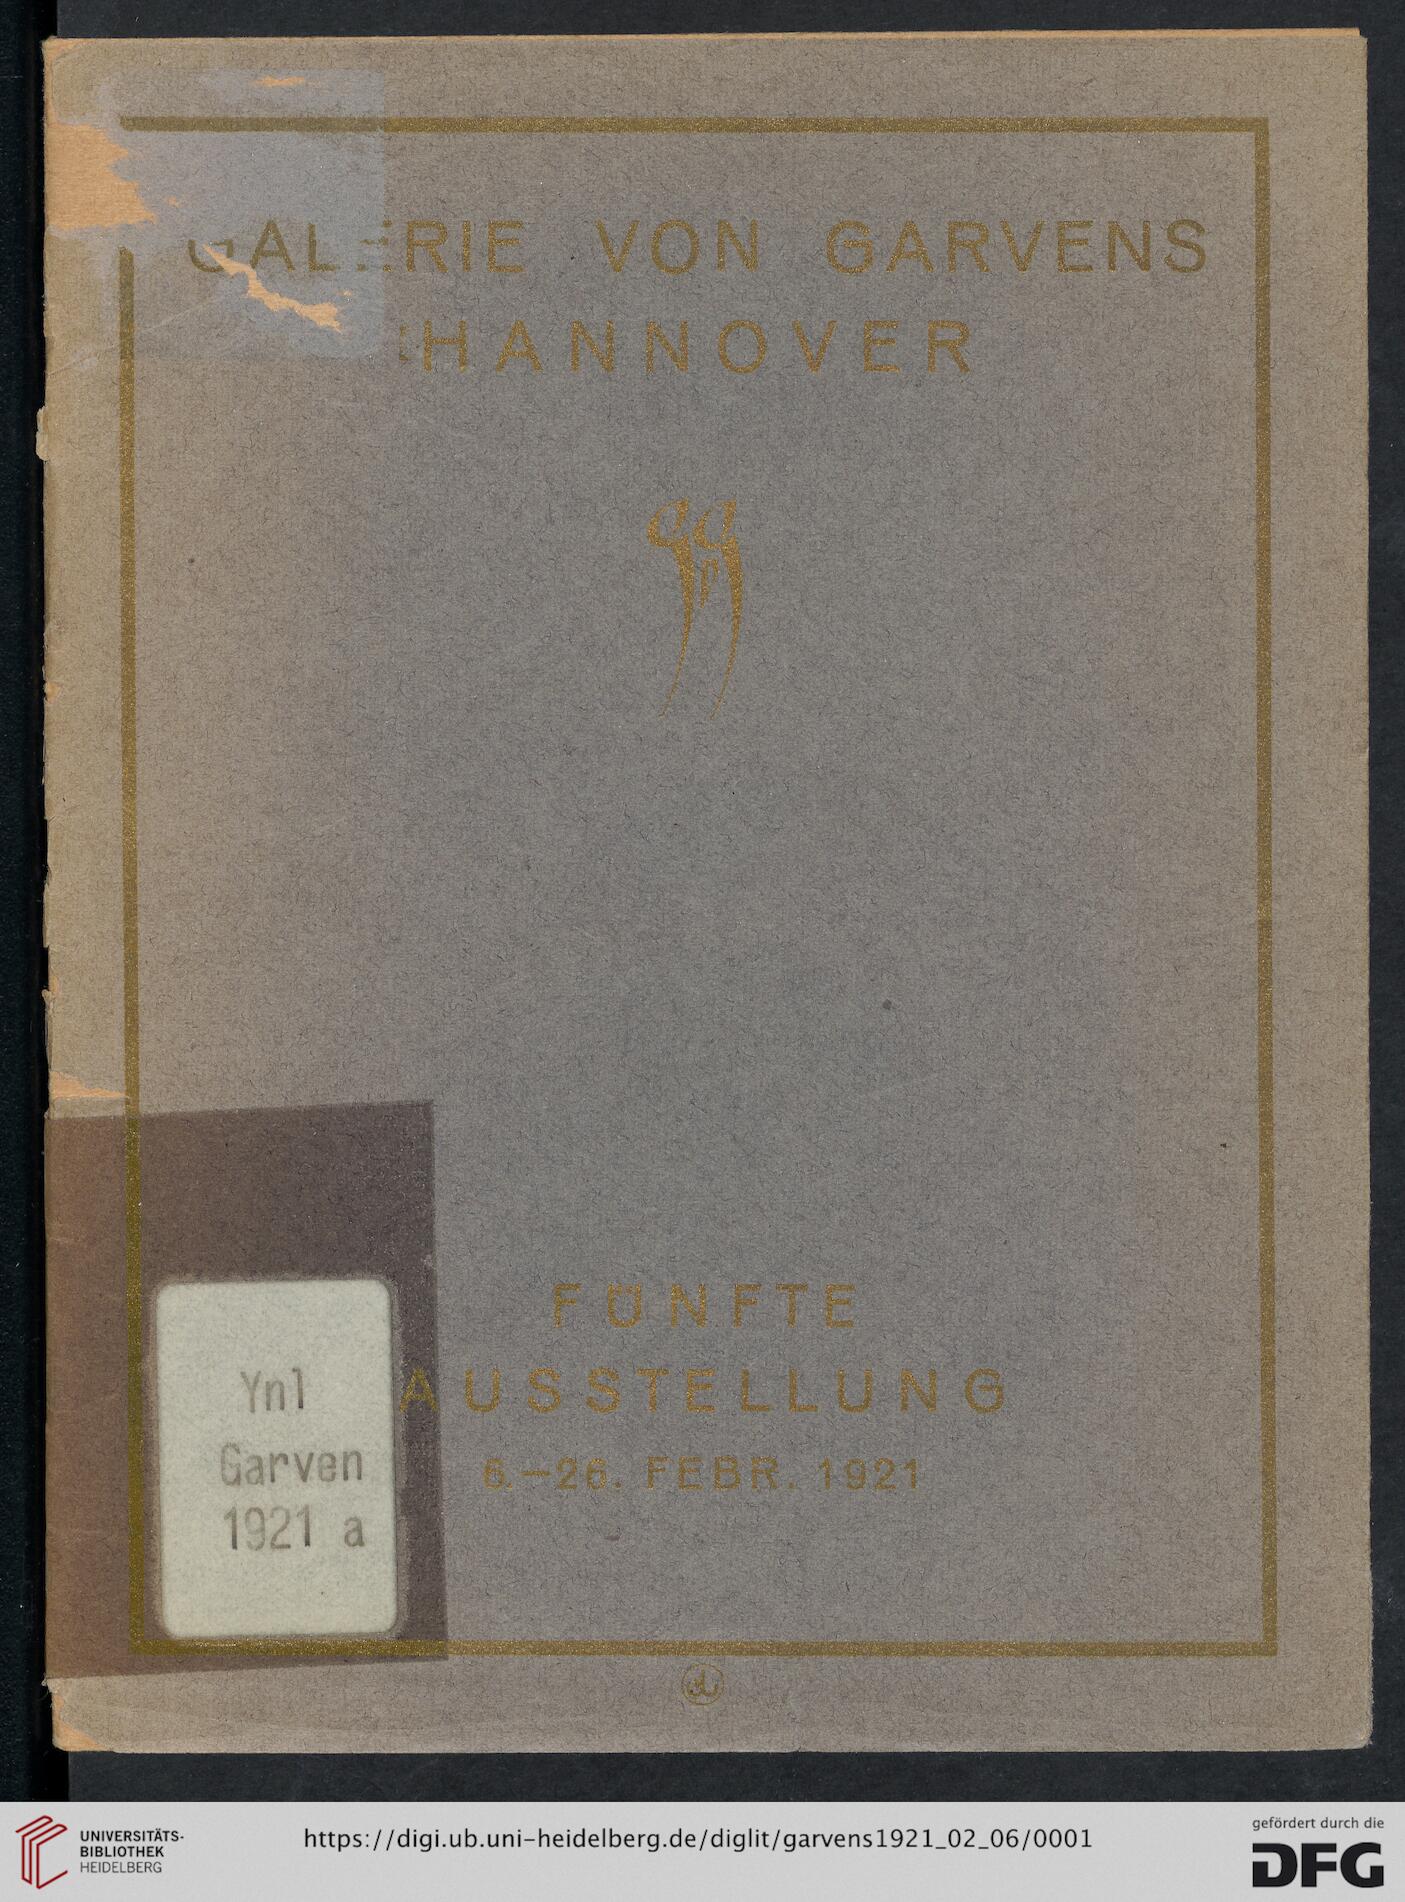 GALERIE VON GARVENS
HANNOVER
FÜNFTE
AUSSTELLUNG
6.—26. FEBR. 1921
Ynl
Garven
1921 a
UNIVERSITÄTS-
BIBLIOTHEK
HEIDELBERG
https://digi.ub.uni-heidelberg.de/diglit/garvens1921_02_06/0001
gefördert durch die
DFG